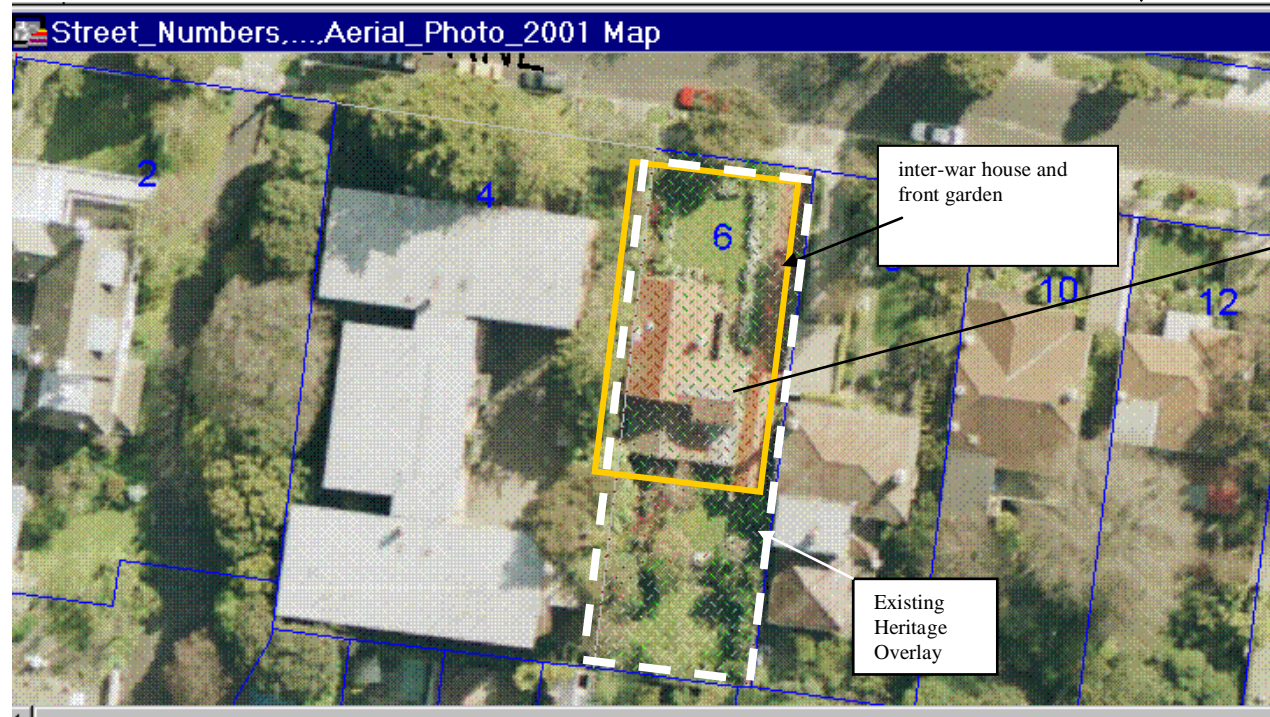 Street_Numbers,...,Aerial_Photo_2001 Map
2
4
6
inter-war house and
front garden
10
12
Existing
Heritage
Overlay